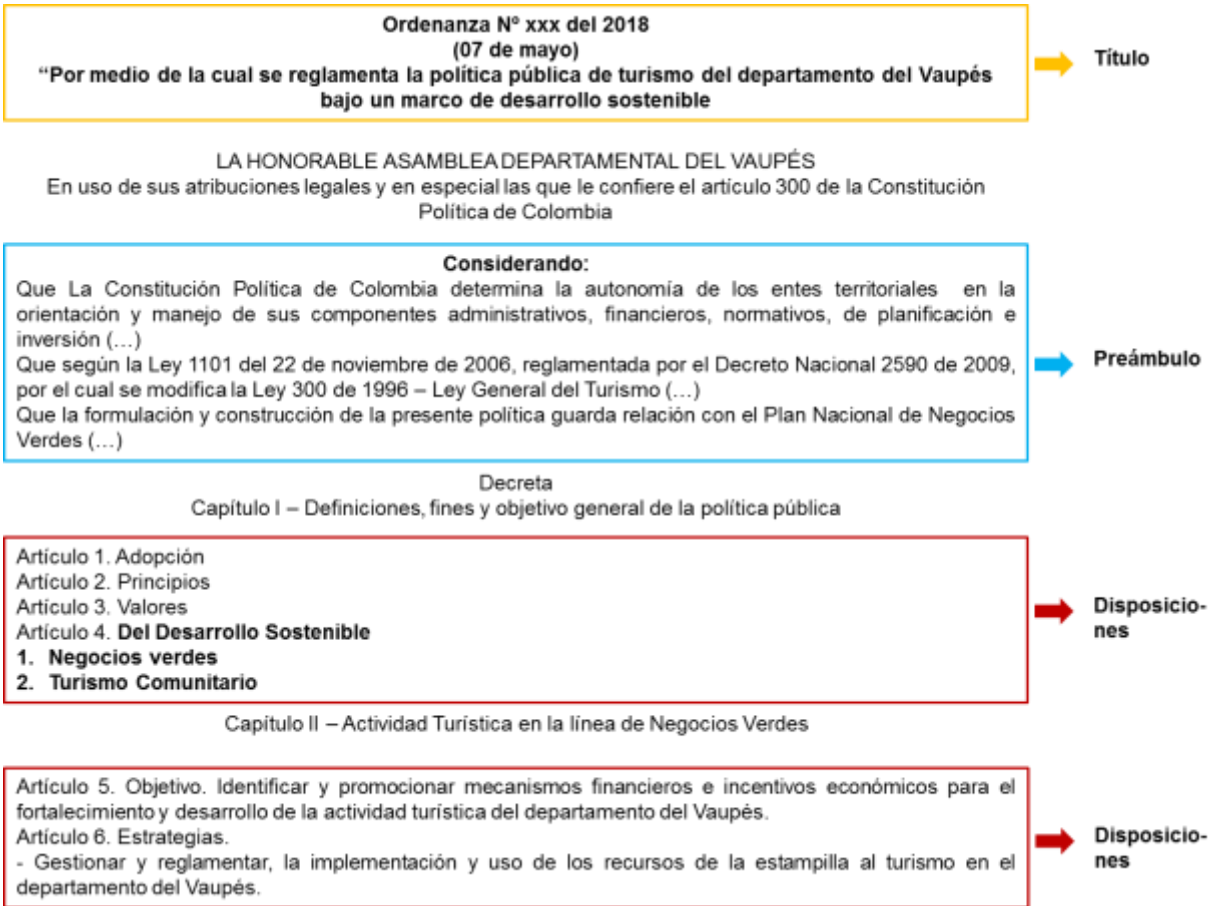 Ordenanza Nº xxx del 2018
(07 de mayo)
“Por medio de la cual se reglamenta la política pública de turismo del departamento del Vaupés
bajo un marco de desarrollo sostenible
Título
LA HONORABLE ASAMBLEA DEPARTAMENTAL DEL VAUPÉS
En uso de sus atribuciones legales y en especial las que le confiere el artículo 300 de la Constitución
Política de Colombia
Considerando:
Que La Constitución Política de Colombia determina la autonomía de los entes territoriales en la
orientación y manejo de sus componentes administrativos, financieros, normativos, de planificación e
inversión (…)
Que según la Ley 1101 del 22 de noviembre de 2006, reglamentada por el Decreto Nacional 2590 de 2009,
por el cual se modifica la Ley 300 de 1996 – Ley General del Turismo (…)
Que la formulación y construcción de la presente política guarda relación con el Plan Nacional de Negocios
Verdes (…)
Preámbulo
Decreta
Capítulo I – Definiciones, fines y objetivo general de la política pública
Artículo 1. Adopción
Artículo 2. Principios
Artículo 3. Valores
Artículo 4. Del Desarrollo Sostenible
1. Negocios verdes
2. Turismo Comunitario
Disposicio-
nes
Capítulo II – Actividad Turística en la línea de Negocios Verdes
Artículo 5. Objetivo. Identificar y promocionar mecanismos financieros e incentivos económicos para el
fortalecimiento y desarrollo de la actividad turística del departamento del Vaupés.
Artículo 6. Estrategias.
- Gestionar y reglamentar, la implementación y uso de los recursos de la estampilla al turismo en el
departamento del Vaupés.
Disposicio-
nes